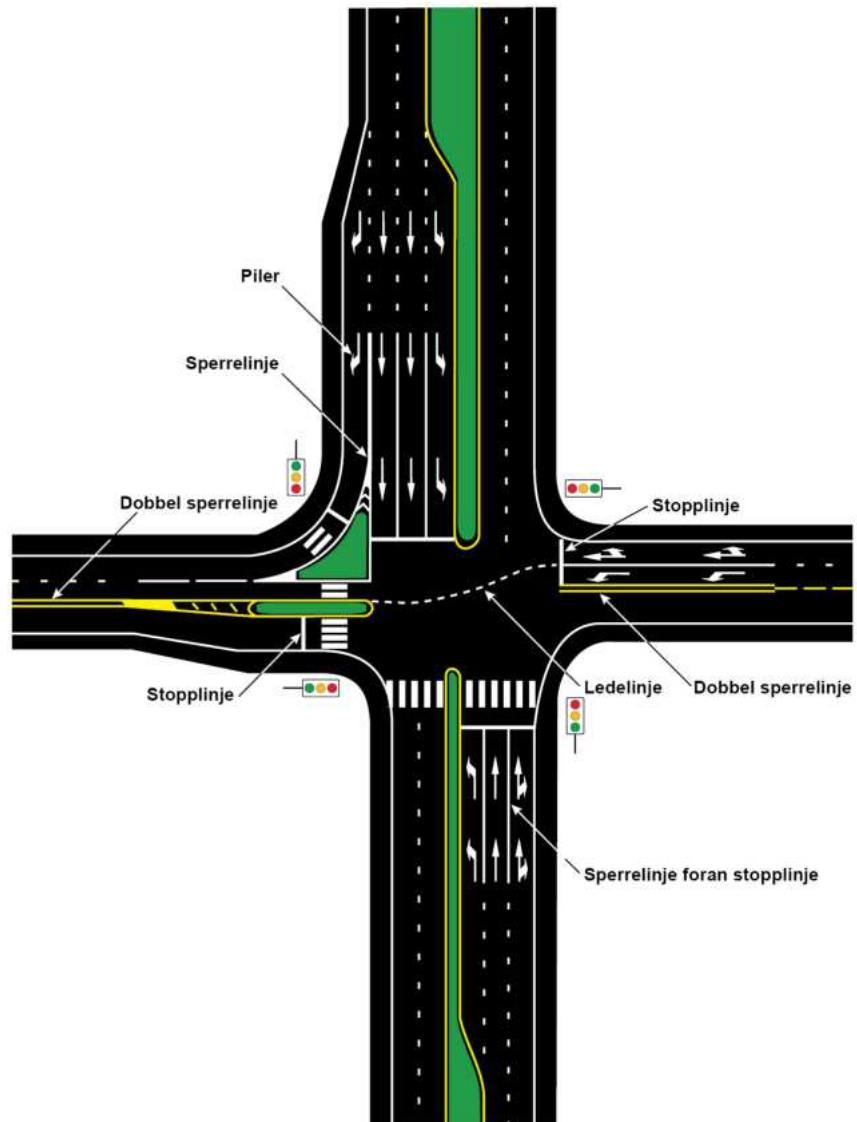 Piler
Sperrelinje
Dobbel sperrelinje
Stopplinje
Stopplinje
Ledelinje
Dobbel sperrelinje
Sperrelinje foran stopplinje